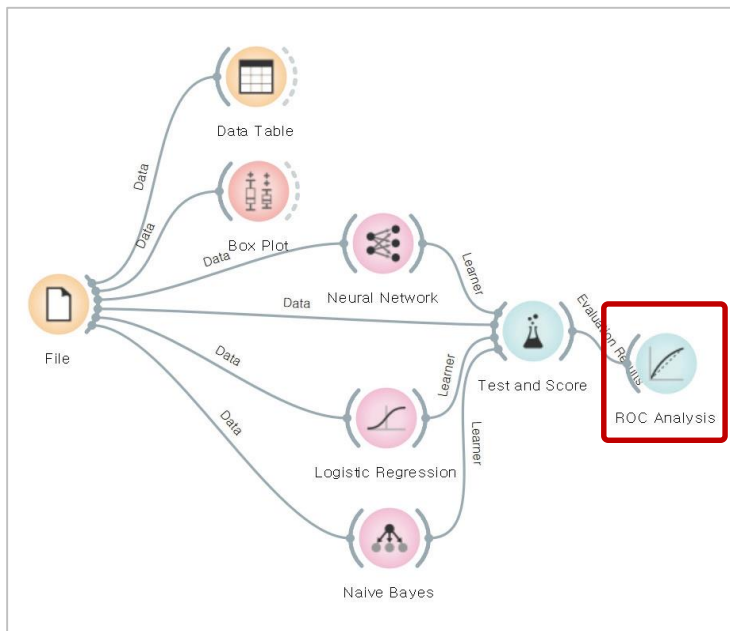 Data Table
Data
Box Plot
Data
Neural Network
Data
Learner
File
Data
Test and Score
Evaluation Results
ROC Analysis
Data
Logistic Regression
Learner
Data
Naive Bayes
Learner